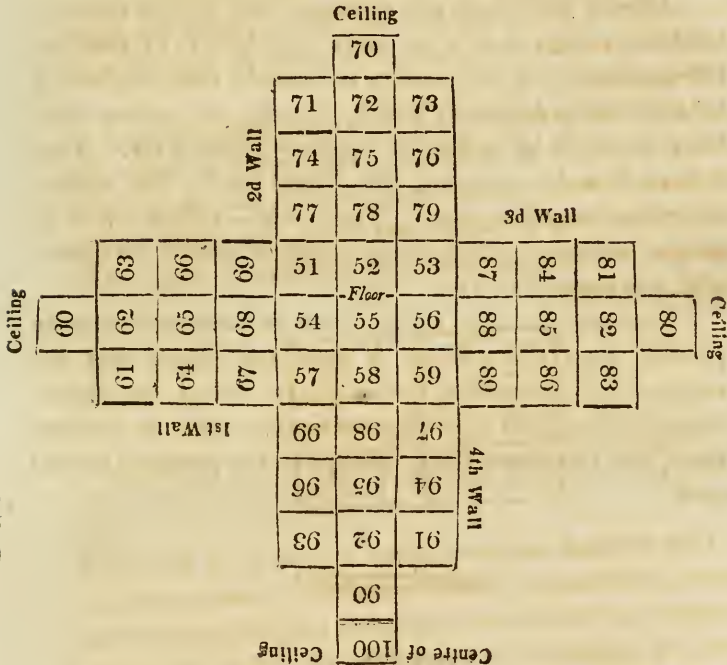 Ceiling
70
71 72 73
2d Wall
74 75 76
77 78 79
3d Wall
63 66 69 51 52 53 87 84 81
Floor
Ceiling
60 62 65 68 54 55 56 88 85 82 80
Ceiling
61 64 67 57 58 59 89 86 83
1st Wall
99 98 97
4th Wall
96 95 94
93 92 91
90
Centre of 100 Ceiling